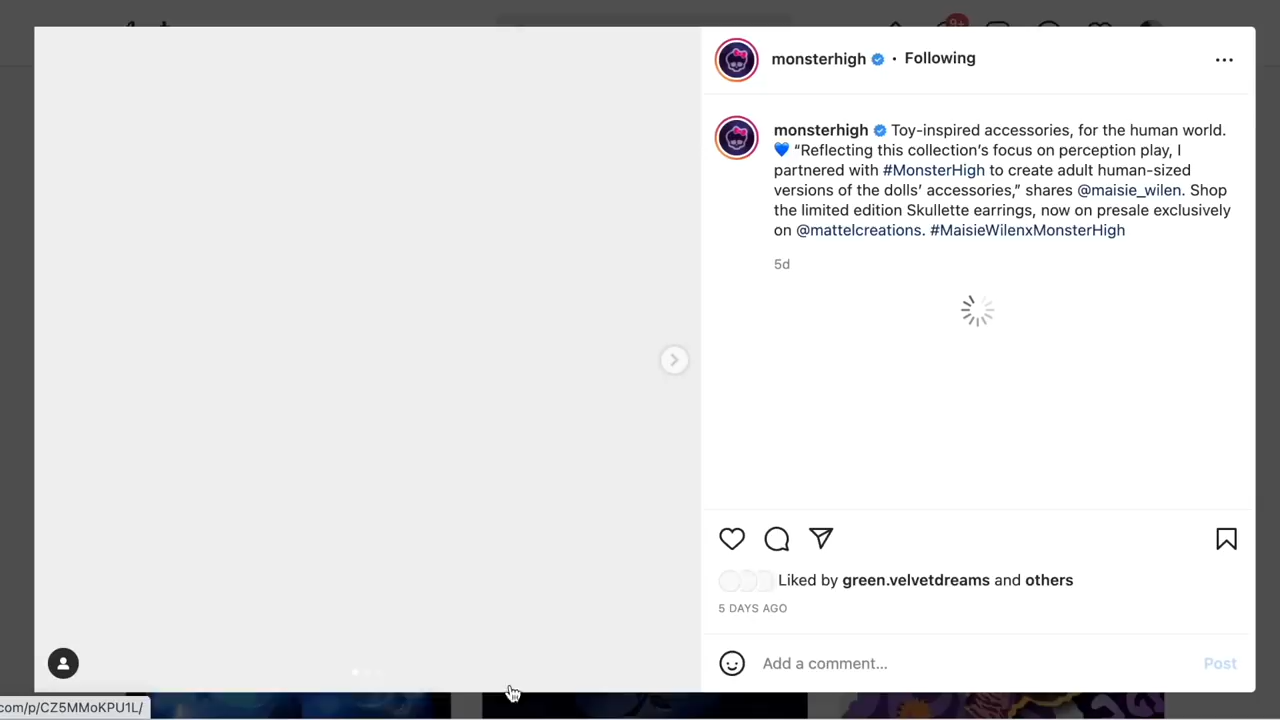 9+
monsterhigh • Following
monsterhigh Toy-inspired accessories, for the human world.
💙 “Reflecting this collection’s focus on perception play, I
partnered with #MonsterHigh to create adult human-sized
versions of the dolls’ accessories,” shares @maisie_wilen. Shop
the limited edition Skullette earrings, now on presale exclusively
on @mattelcreations. #MaisieWilenxMonsterHigh
5d
Liked by green.velvetdreams and others
5 DAYS AGO
Add a comment... Post
com/p/CZ5MMoKPU1L/